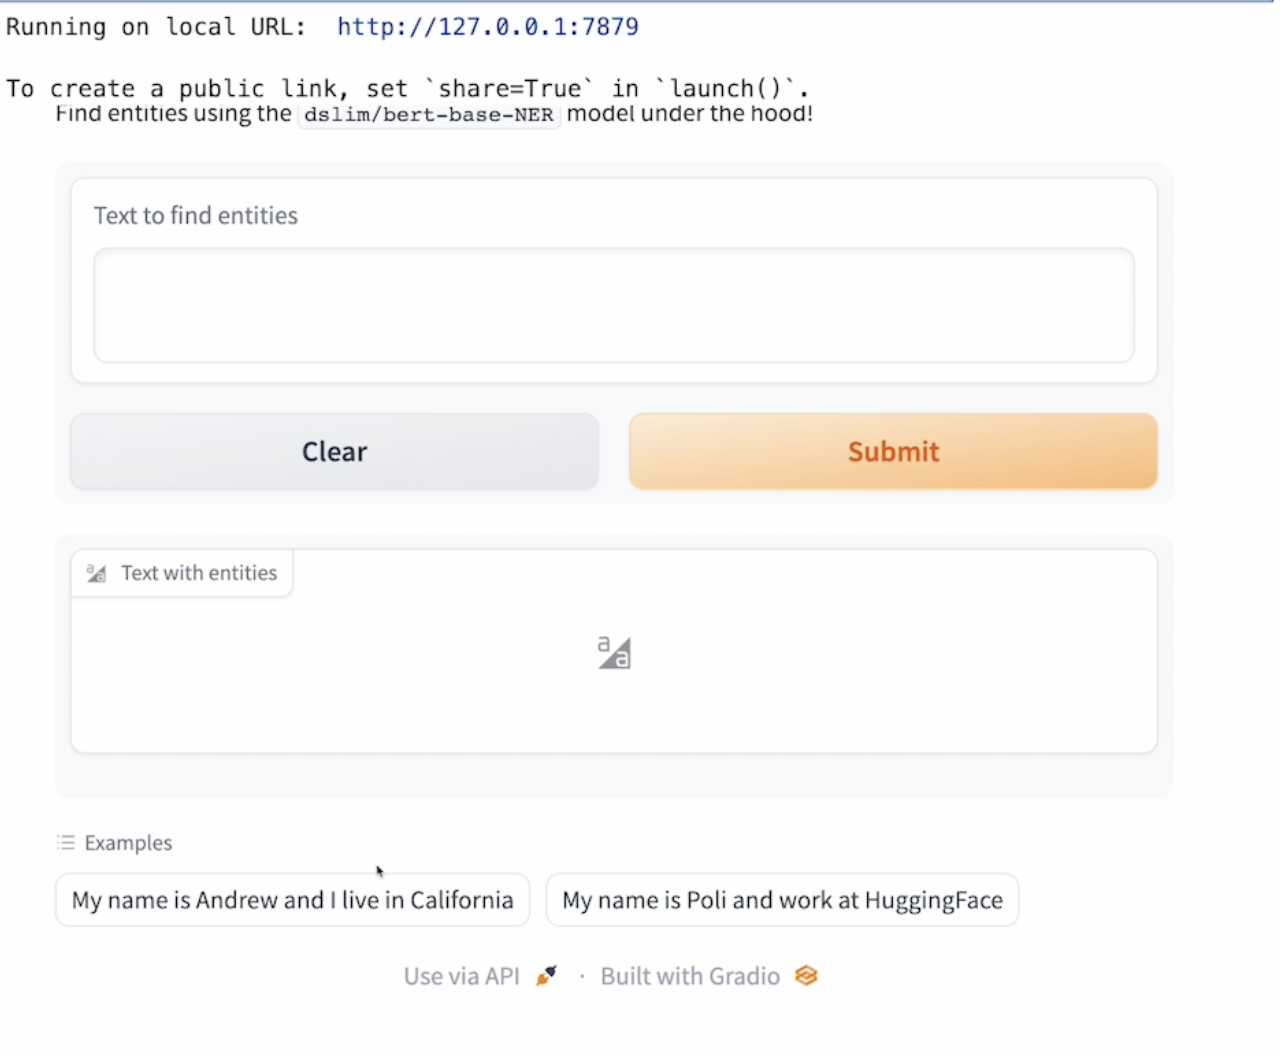 Running on local URL:  http://127.0.0.1:7879
To create a public link, set `share=True` in `launch()`.
Find entities using the dslim/bert-base-NER model under the hood!
Text to find entities
Clear
Submit
Text with entities
Examples
My name is Andrew and I live in California
My name is Poli and work at HuggingFace
Use via API · Built with Gradio